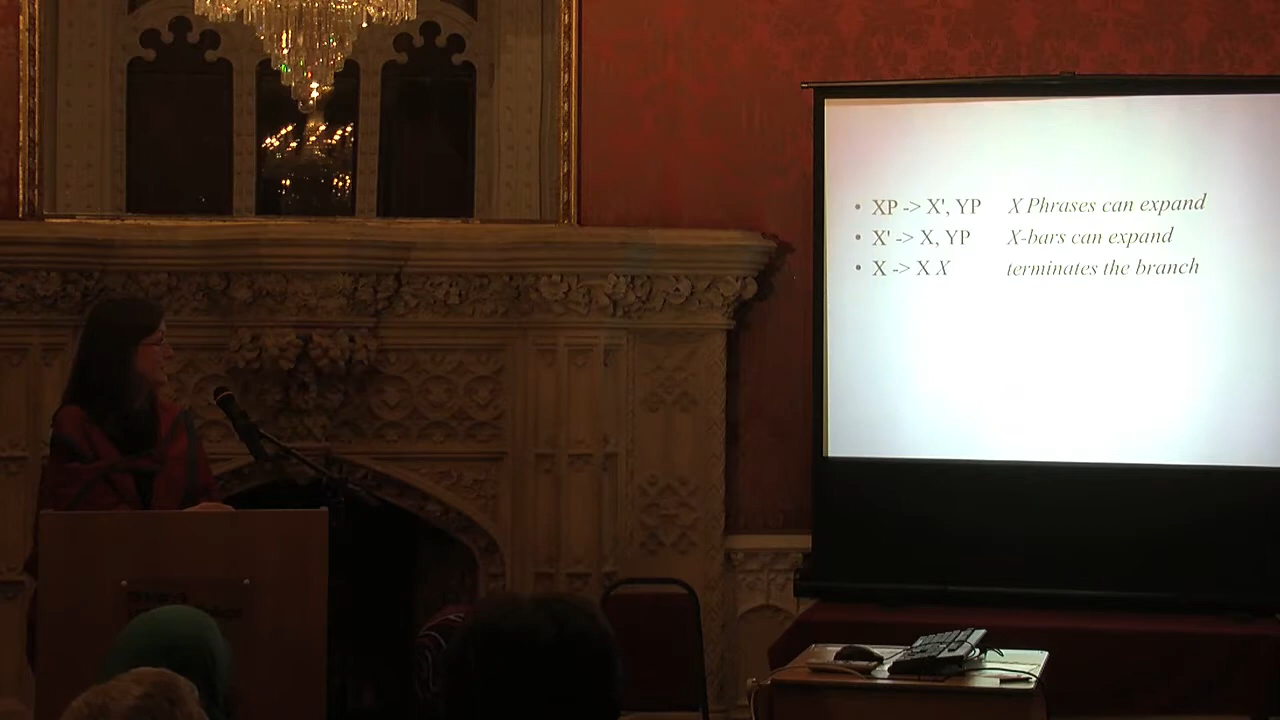 • XP -> X', YP X Phrases can expand
• X' -> X, YP X-bars can expand
• X -> X X terminates the branch